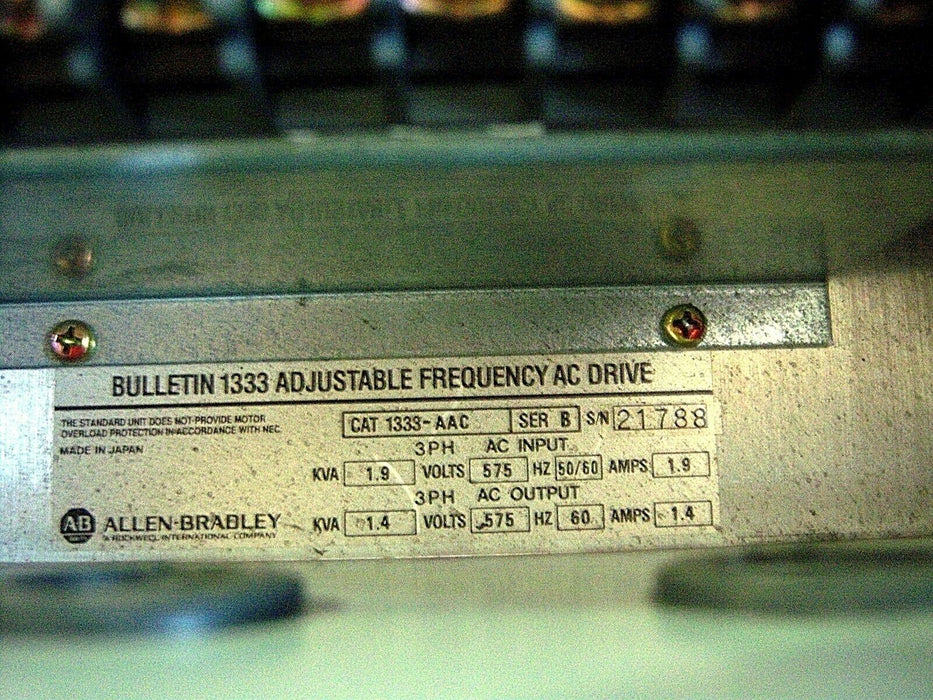 BULLETIN 1333 ADJUSTABLE FREQUENCY AC DRIVE
THE STANDARD UNIT DOES NOT PROVIDE MOTOR
OVERLOAD PROTECTION IN ACCORDANCE WITH NEC.
MADE IN JAPAN
CAT 1333-AAC SER B S/N 21788
3PH AC INPUT
KVA 1.9 VOLTS 575 HZ 50/60 AMPS 1.9
3PH AC OUTPUT
KVA 1.4 VOLTS 575 HZ 60 AMPS 1.4
AB ALLEN-BRADLEY
A ROCKWELL INTERNATIONAL COMPANY